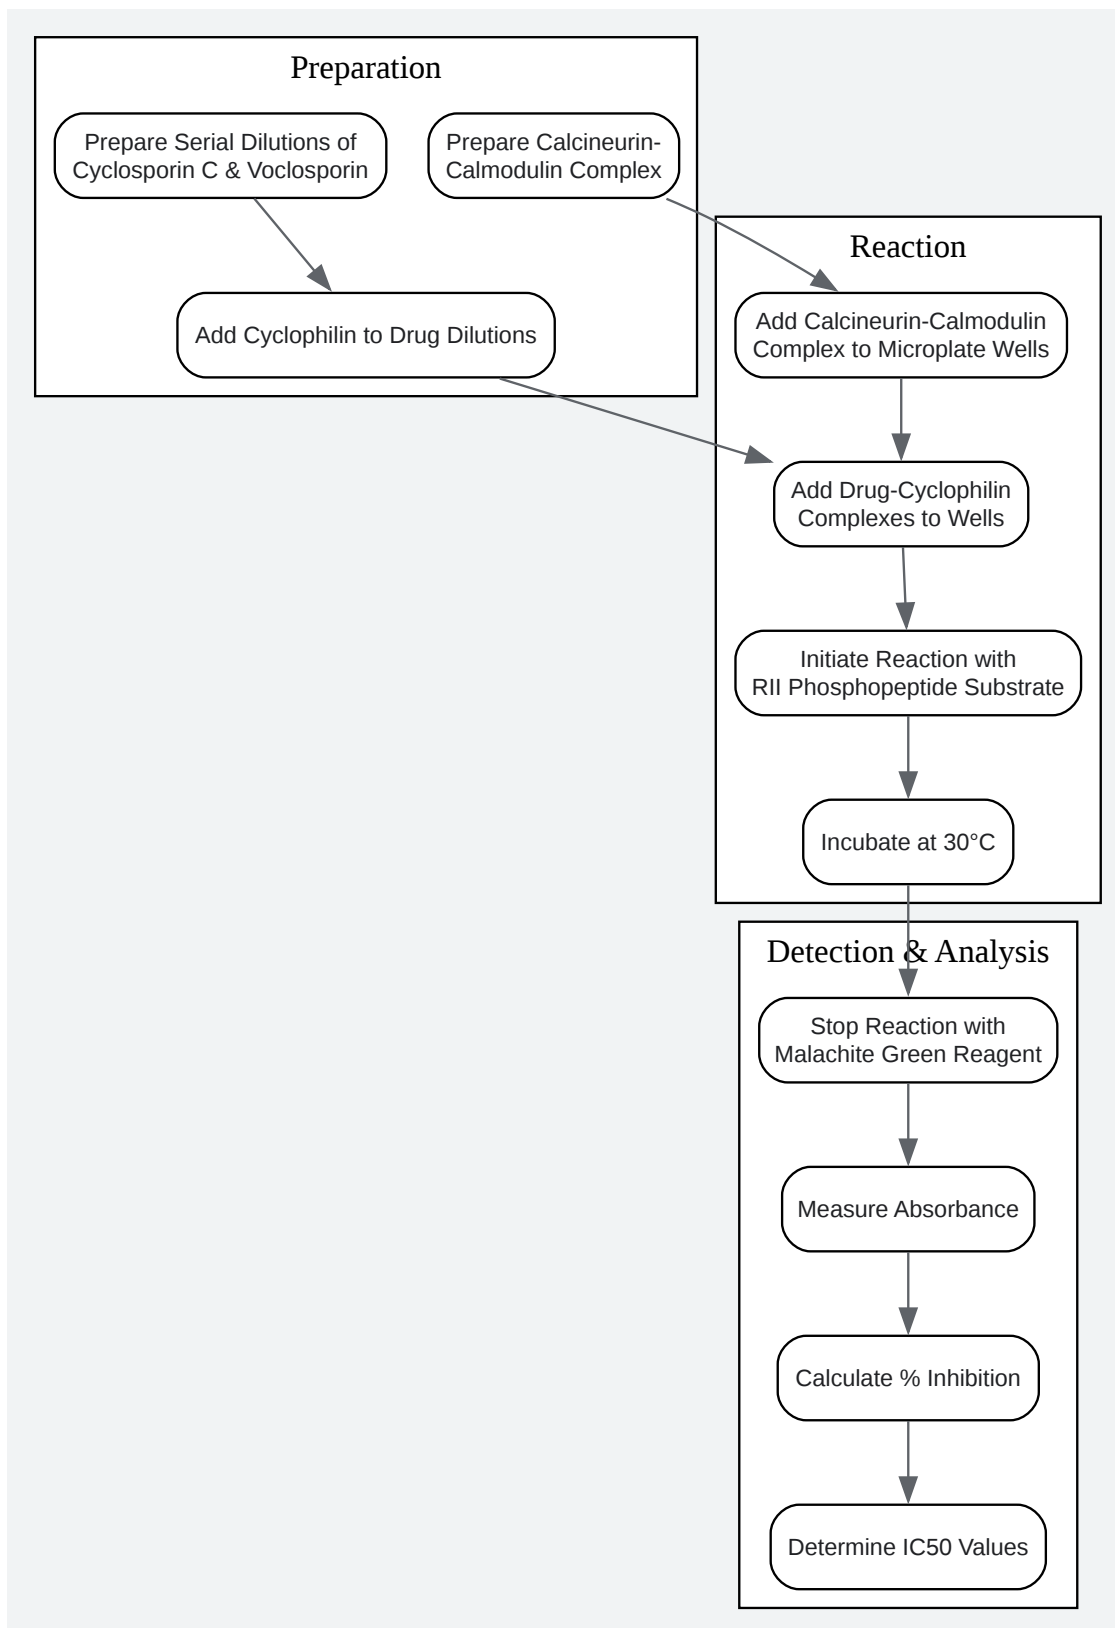 Preparation
Prepare Serial Dilutions of
Cyclosporin C & Voclosporin
Prepare Calcineurin-
Calmodulin Complex
Add Cyclophilin to Drug Dilutions
Reaction
Add Calcineurin-Calmodulin
Complex to Microplate Wells
Add Drug-Cyclophilin
Complexes to Wells
Initiate Reaction with
RII Phosphopeptide Substrate
Incubate at 30°C
Detection & Analysis
Stop Reaction with
Malachite Green Reagent
Measure Absorbance
Calculate % Inhibition
Determine IC50 Values